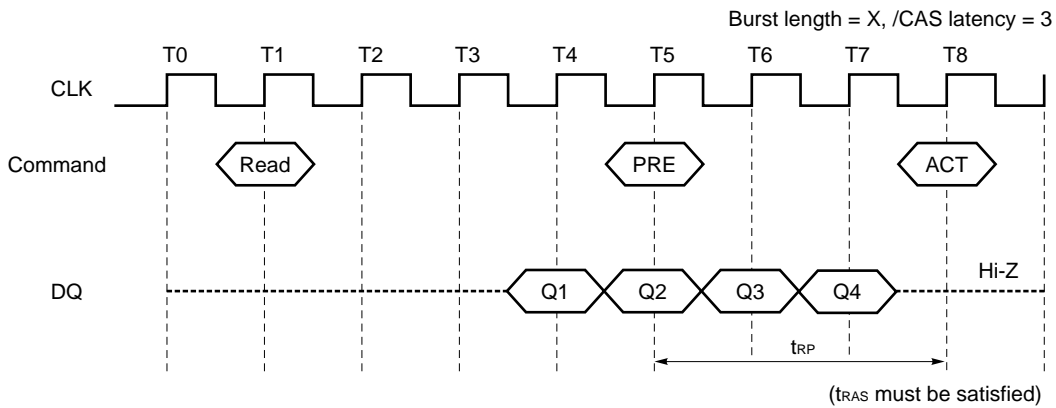 Burst length = X, /CAS latency = 3
T0 T1 T2 T3 T4 T5 T6 T7 T8
CLK
Command Read PRE ACT
Hi-Z
DQ Q1 Q2 Q3 Q4
tRP
(tRAS must be satisfied)